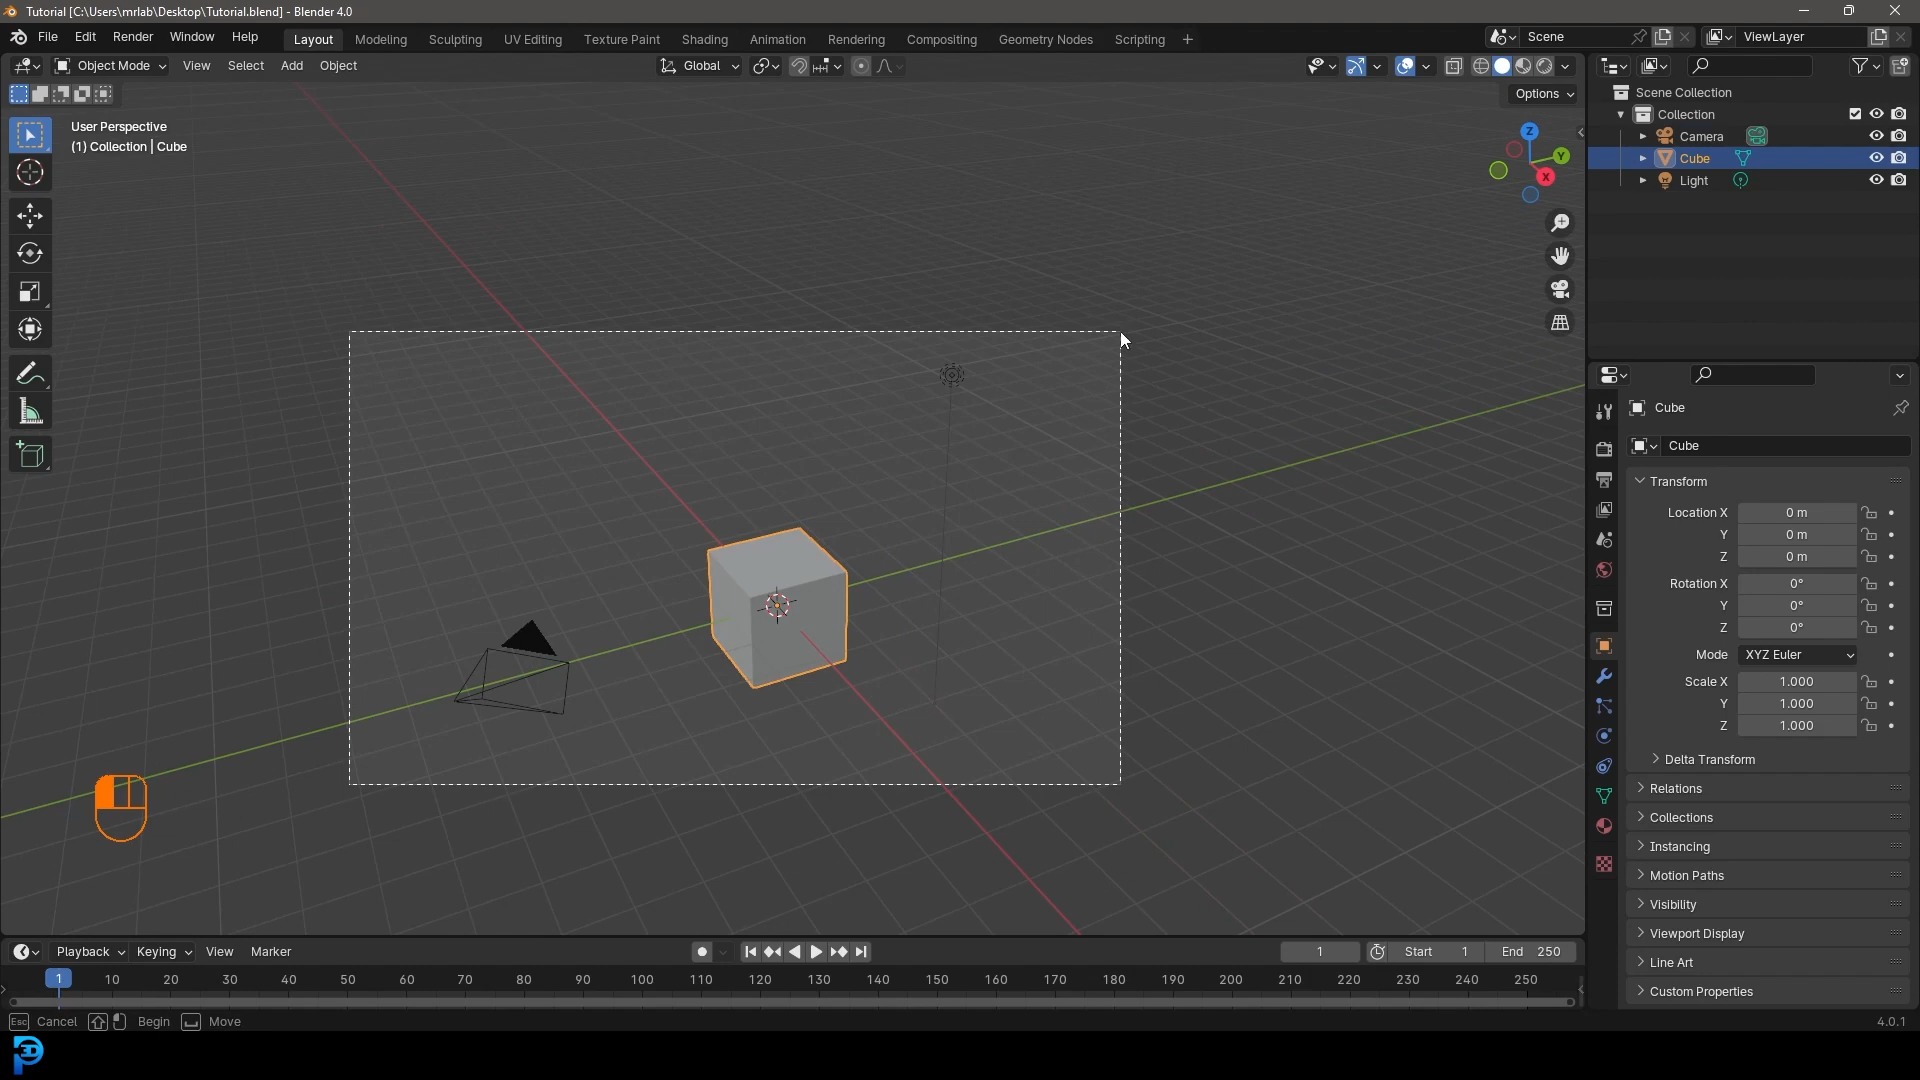 Tutorial [C:\Users\mrlab\Desktop\Tutorial.blend] - Blender 4.0
File Edit Render Window Help Layout Modeling Sculpting UV Editing Texture Paint Shading Animation Rendering Compositing Geometry Nodes Scripting + Scene ViewLayer
Object Mode View Select Add Object Global
Options
User Perspective
(1) Collection | Cube
Z
Y
X
Scene Collection
Collection
Camera
Cube
Light
Cube
Cube
Transform
Location X 0 m
Y 0 m
Z 0 m
Rotation X 0°
Y 0°
Z 0°
Mode XYZ Euler
Scale X 1.000
Y 1.000
Z 1.000
Delta Transform
Relations
Collections
Instancing
Motion Paths
Visibility
Viewport Display
Line Art
Custom Properties
Playback Keying View Marker 1 Start 1 End 250
1 10 20 30 40 50 60 70 80 90 100 110 120 130 140 150 160 170 180 190 200 210 220 230 240 250
Esc Cancel Begin Move 4.0.1
P3D